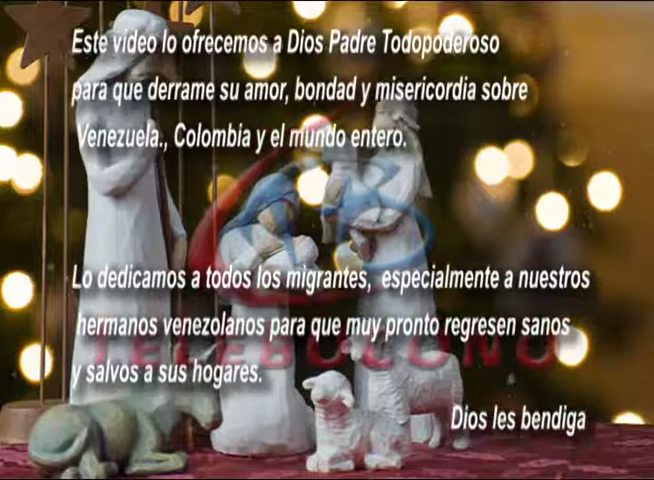 Este video lo ofrecemos a Dios Padre Todopoderoso
para que derrame su amor, bondad y misericordia sobre
Venezuela., Colombia y el mundo entero.
Lo dedicamos a todos los migrantes, especialmente a nuestros
hermanos venezolanos para que muy pronto regresen sanos
y salvos a sus hogares.
TELEBOCONO
Dios les bendiga